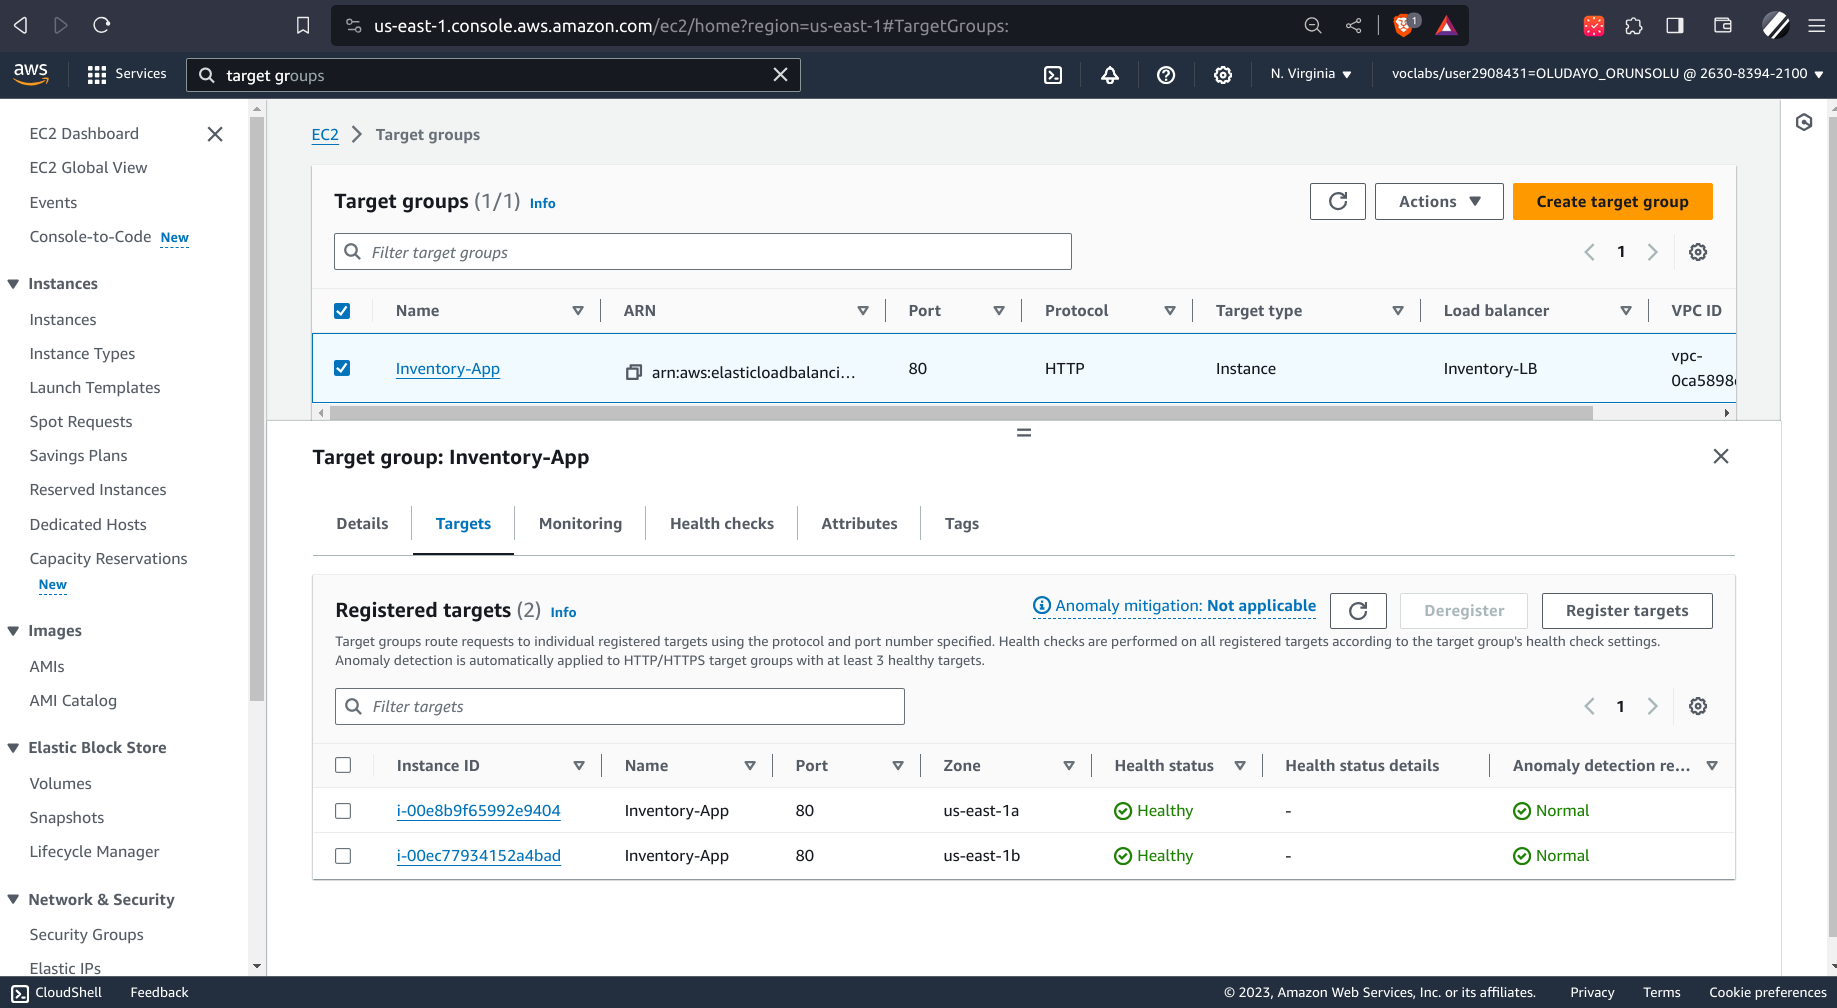 us-east-1.console.aws.amazon.com/ec2/home?region=us-east-1#TargetGroups:
1
aws
Services
target groups
N. Virginia
voclabs/user2908431=OLUDAYO_ORUNSOLU @ 2630-8394-2100
EC2 Dashboard
EC2 Global View
Events
Console-to-Code New
Instances
Instances
Instance Types
Launch Templates
Spot Requests
Savings Plans
Reserved Instances
Dedicated Hosts
Capacity Reservations
New
Images
AMIs
AMI Catalog
Elastic Block Store
Volumes
Snapshots
Lifecycle Manager
Network & Security
Security Groups
Elastic IPs
EC2 > Target groups
Target groups (1/1) Info
Actions
Create target group
Filter target groups
1
Name ARN Port Protocol Target type Load balancer VPC ID
Inventory-App arn:aws:elasticloadbalanci... 80 HTTP Instance Inventory-LB vpc-
0ca5898
Target group: Inventory-App
Details Targets Monitoring Health checks Attributes Tags
Registered targets (2) Info
Anomaly mitigation: Not applicable
Deregister
Register targets
Target groups route requests to individual registered targets using the protocol and port number specified. Health checks are performed on all registered targets according to the target group's health check settings.
Anomaly detection is automatically applied to HTTP/HTTPS target groups with at least 3 healthy targets.
Filter targets
1
Instance ID Name Port Zone Health status Health status details Anomaly detection re...
i-00e8b9f65992e9404 Inventory-App 80 us-east-1a Healthy - Normal
i-00ec77934152a4bad Inventory-App 80 us-east-1b Healthy - Normal
CloudShell Feedback
© 2023, Amazon Web Services, Inc. or its affiliates. Privacy Terms Cookie preferences